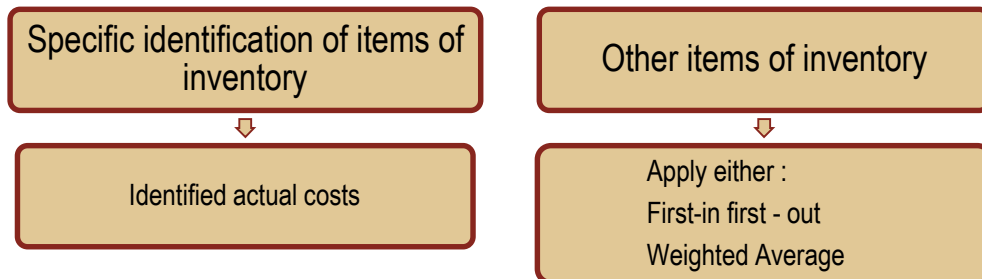 Specific identification of items of
inventory
Other items of inventory
Identified actual costs
Apply either :
First-in first - out
Weighted Average